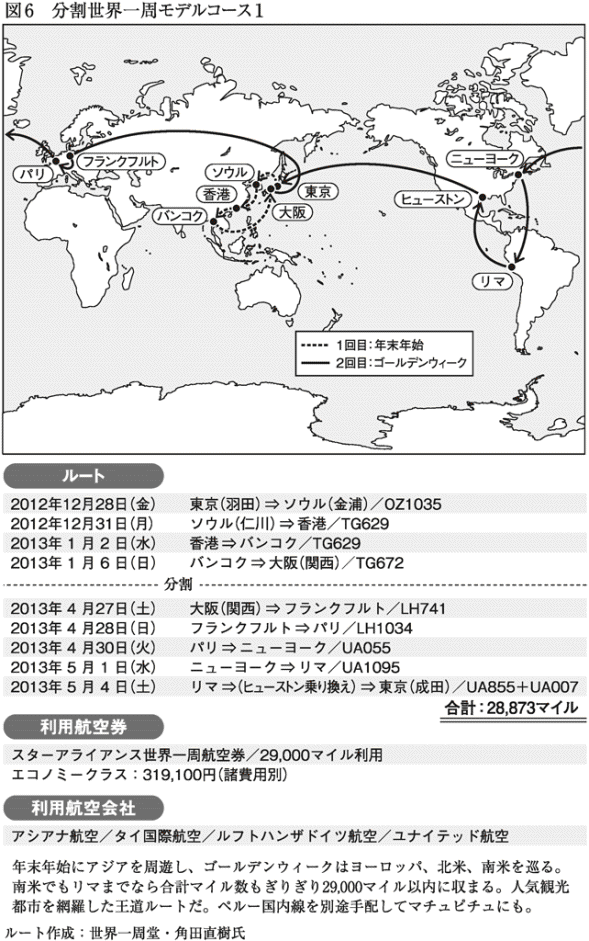 図6　分割世界一周モデルコース1
パリ
フランクフルト
ソウル
香港
バンコク
東京
大阪
ニューヨーク
ヒューストン
リマ
1回目：年末年始
2回目：ゴールデンウィーク
ルート
2012年12月28日（金）　東京（羽田）⇒ソウル（金浦）／OZ1035
2012年12月31日（月）　ソウル（仁川）⇒香港／TG629
2013年 1月 2日（水）　香港⇒バンコク／TG629
2013年 1月 6日（日）　バンコク⇒大阪（関西）／TG672
分割
2013年 4月27日（土）　大阪（関西）⇒フランクフルト／LH741
2013年 4月28日（日）　フランクフルト⇒パリ／LH1034
2013年 4月30日（火）　パリ⇒ニューヨーク／UA055
2013年 5月 1日（水）　ニューヨーク⇒リマ／UA1095
2013年 5月 4日（土）　リマ⇒（ヒューストン乗り換え）⇒東京（成田）／UA855＋UA007
合計：28,873マイル
利用航空券
スターアライアンス世界一周航空券／29,000マイル利用
エコノミークラス：319,100円（諸費用別）
利用航空会社
アシアナ航空／タイ国際航空／ルフトハンザドイツ航空／ユナイテッド航空
年末年始にアジアを周遊し、ゴールデンウィークはヨーロッパ、北米、南米を巡る。
南米でもリマまでなら合計マイル数もぎりぎり29,000マイル以内に収まる。人気観光
都市を網羅した王道ルートだ。ペルー国内線を別途手配してマチュピチュにも。
ルート作成：世界一周堂・角田直樹氏